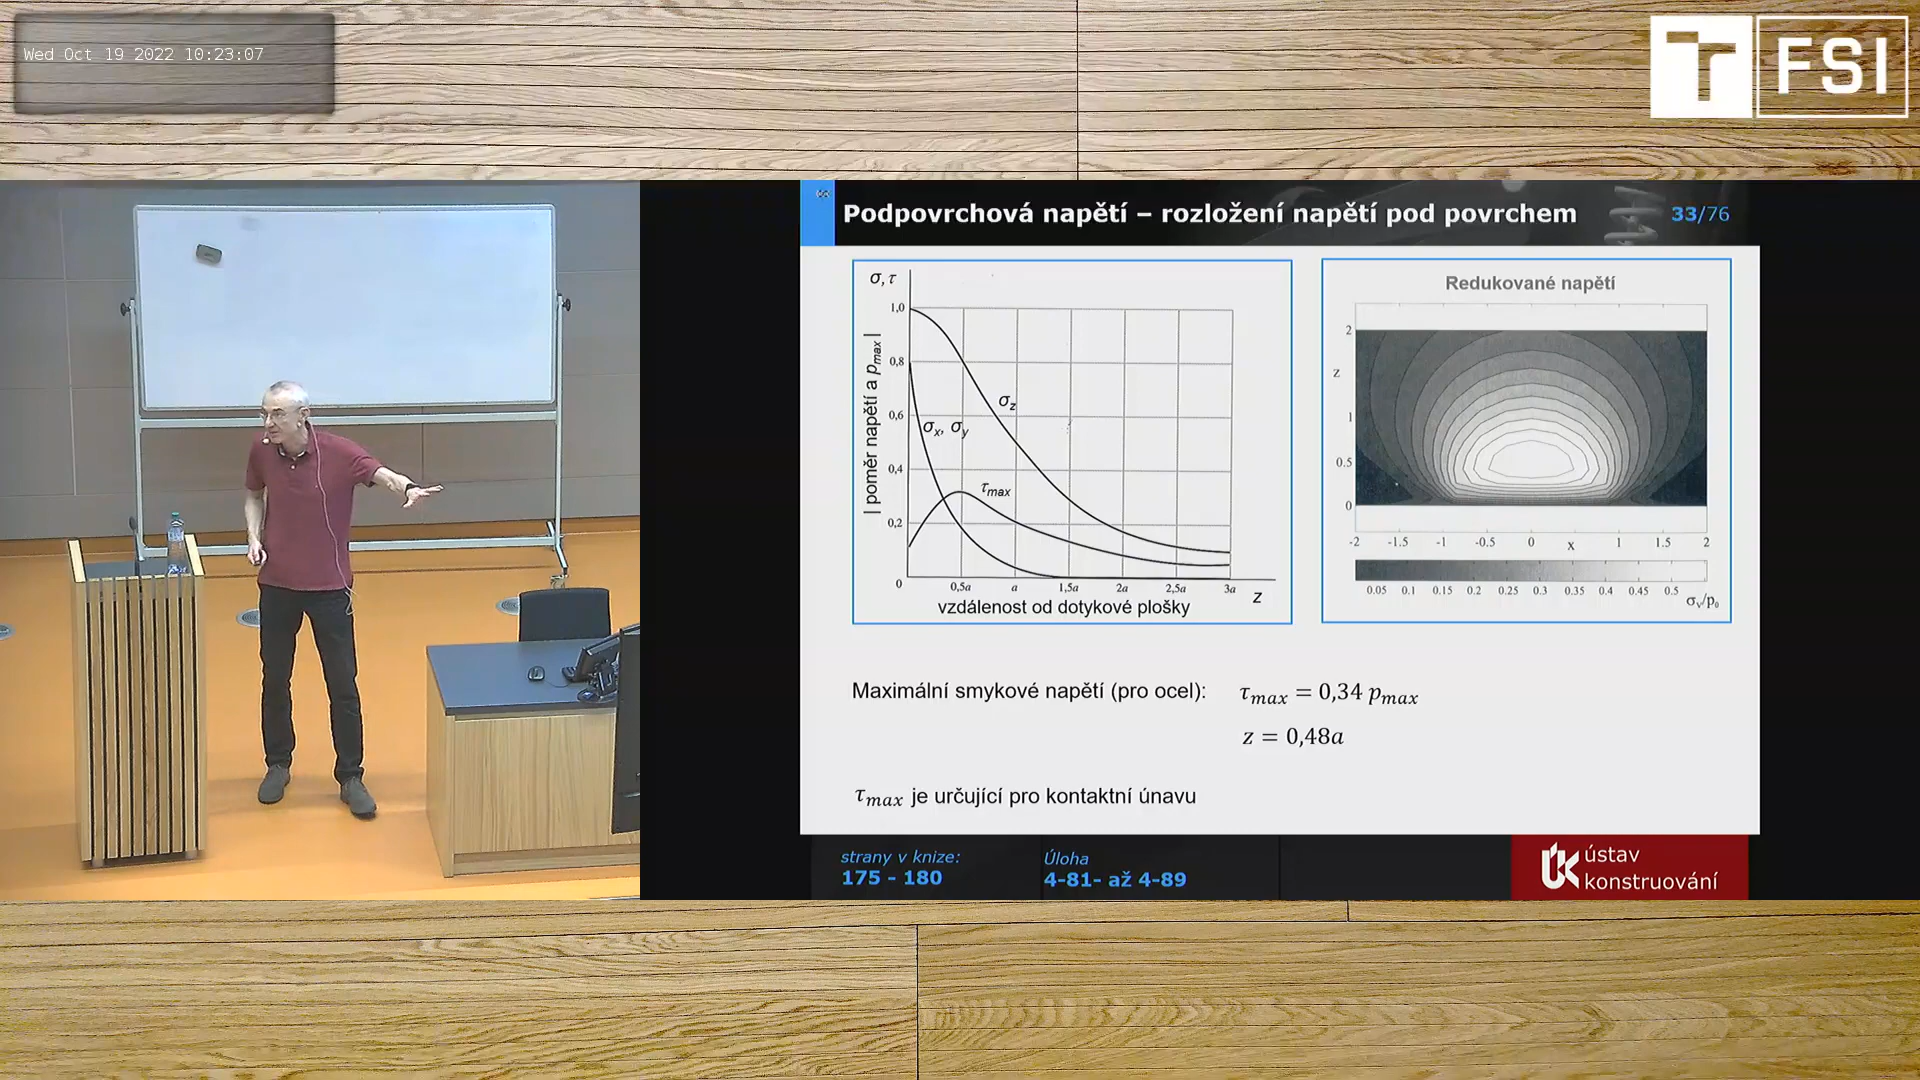 Wed Oct 19 2022 10:23:07
T FSI
Podpovrchová napětí – rozložení napětí pod povrchem
33/76
σ, τ
| poměr napětí a pmax |
1,0
0,8
0,6
0,4
0,2
0
σz
σx, σy
τmax
0,5a a 1,5a 2a 2,5a 3a
z
vzdálenost od dotykové plošky
Redukované napětí
2
z
1
0.5
0
-2 -1.5 -1 -0.5 0 x 1 1.5 2
0.05 0.1 0.15 0.2 0.25 0.3 0.35 0.4 0.45 0.5
σv/p0
Maximální smykové napětí (pro ocel): τmax = 0,34 pmax
z = 0,48a
τmax je určující pro kontaktní únavu
strany v knize:
175 - 180
Úloha
4-81- až 4-89
ÚK ústav
konstruování